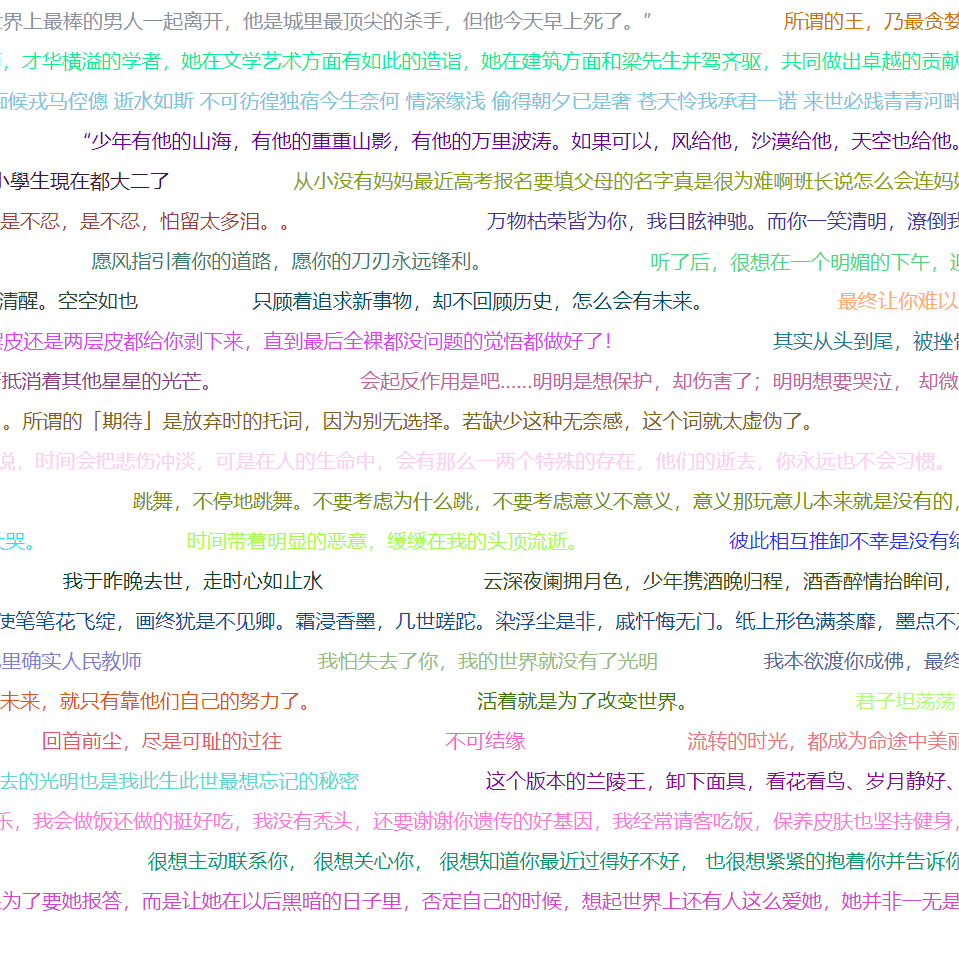 世界上最棒的男人一起离开，他是城里最顶尖的杀手，但他今天早上死了。” 所谓的王，乃最贪婪
，才华横溢的学者，她在文学艺术方面有如此的造诣，她在建筑方面和梁先生并驾齐驱，共同做出卓越的贡献
痴候戎马倥偬 逝水如斯 不可彷徨独宿今生奈何 情深缘浅 偷得朝夕已是奢 苍天怜我承君一诺 来世必践青青河畔
“少年有他的山海，有他的重重山影，有他的万里波涛。如果可以，风给他，沙漠给他，天空也给他。
小學生現在都大二了 从小没有妈妈最近高考报名要填父母的名字真是很为难啊班长说怎么会连妈妈
是不忍，是不忍，怕留太多泪。。 万物枯荣皆为你，我目眩神驰。而你一笑清明，潦倒我
愿风指引着你的道路，愿你的刀刃永远锋利。 听了后，很想在一个明媚的下午，迎
清醒。空空如也 只顾着追求新事物，却不回顾历史，怎么会有未来。 最终让你难以
皮还是两层皮都给你剥下来，直到最后全裸都没问题的觉悟都做好了！ 其实从头到尾，被挫骨
抵消着其他星星的光芒。 会起反作用是吧......明明是想保护，却伤害了；明明想要哭泣， 却微
。所谓的「期待」是放弃时的托词，因为别无选择。若缺少这种无奈感，这个词就太虚伪了。
说，时间会把悲伤冲淡，可是在人的生命中，会有那么一两个特殊的存在，他们的逝去，你永远也不会习惯。
跳舞，不停地跳舞。不要考虑为什么跳，不要考虑意义不意义，意义那玩意儿本来就是没有的，
大哭。 时间带着明显的恶意，缓缓在我的头顶流逝。 彼此相互推卸不幸是没有结
我于昨晚去世，走时心如止水 云深夜阑拥月色，少年携酒晚归程，酒香醉情抬眸间，
使笔笔花飞绽，画终犹是不见卿。霜浸香墨，几世蹉跎。染浮尘是非，戚忏悔无门。纸上形色满荼靡，墨点不及
里确实人民教师 我怕失去了你，我的世界就没有了光明 我本欲渡你成佛，最终
未来，就只有靠他们自己的努力了。 活着就是为了改变世界。 君子坦荡荡，
回首前尘，尽是可耻的过往 不可结缘 流转的时光，都成为命途中美丽
去的光明也是我此生此世最想忘记的秘密 这个版本的兰陵王，卸下面具，看花看鸟、岁月静好、
乐，我会做饭还做的挺好吃，我没有秃头，还要谢谢你遗传的好基因，我经常请客吃饭，保养皮肤也坚持健身，
很想主动联系你， 很想关心你， 很想知道你最近过得好不好， 也很想紧紧的抱着你并告诉你
为了要她报答，而是让她在以后黑暗的日子里，否定自己的时候，想起世界上还有人这么爱她，她并非一无是